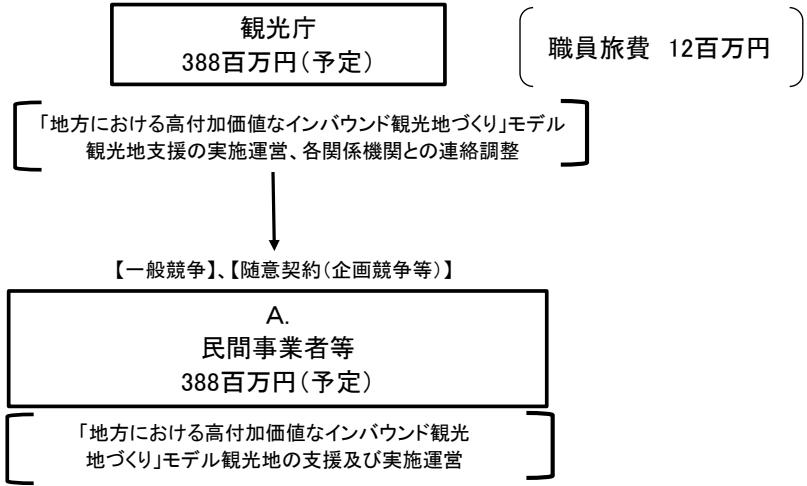 観光庁
388百万円(予定)
職員旅費 12百万円
「地方における高付加価値なインバウンド観光地づくり」モデル
観光地支援の実施運営、各関係機関との連絡調整
【一般競争】、【随意契約(企画競争等)】
A.
民間事業者等
388百万円(予定)
「地方における高付加価値なインバウンド観光
地づくり」モデル観光地の支援及び実施運営